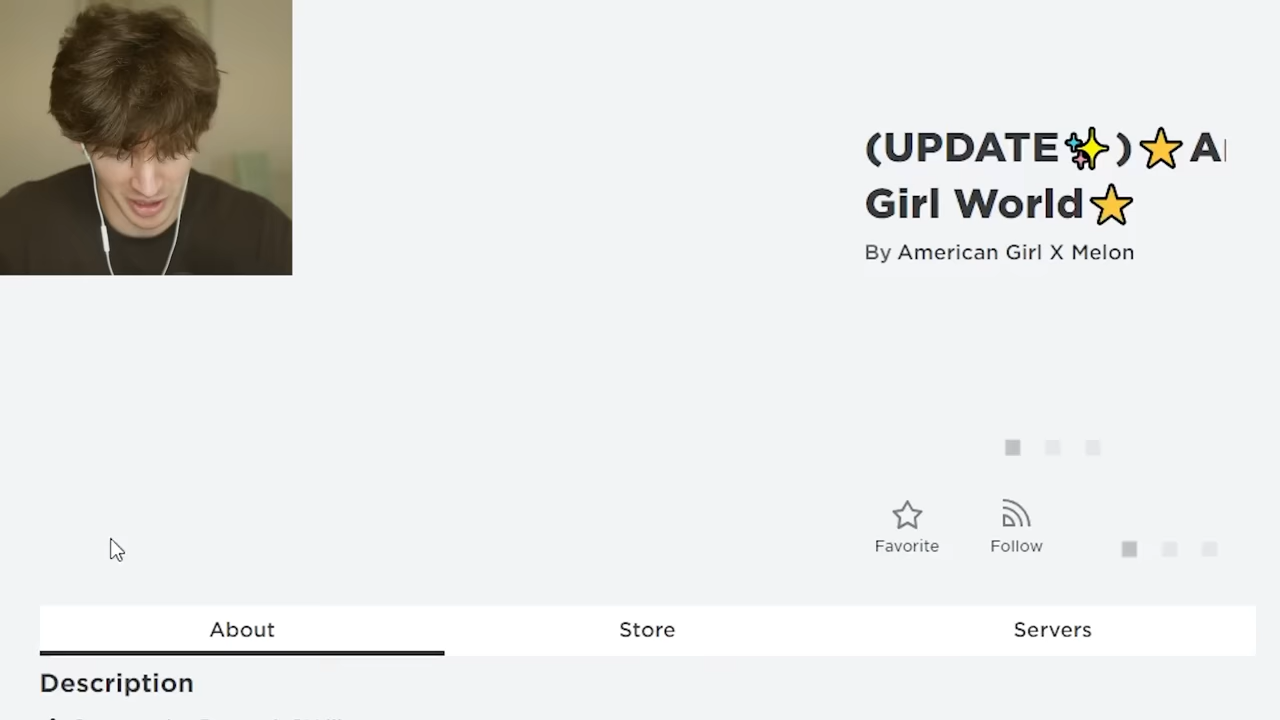 (UPDATE✨)⭐A
Girl World⭐
By American Girl X Melon
Favorite
Follow
About
Store
Servers
Description